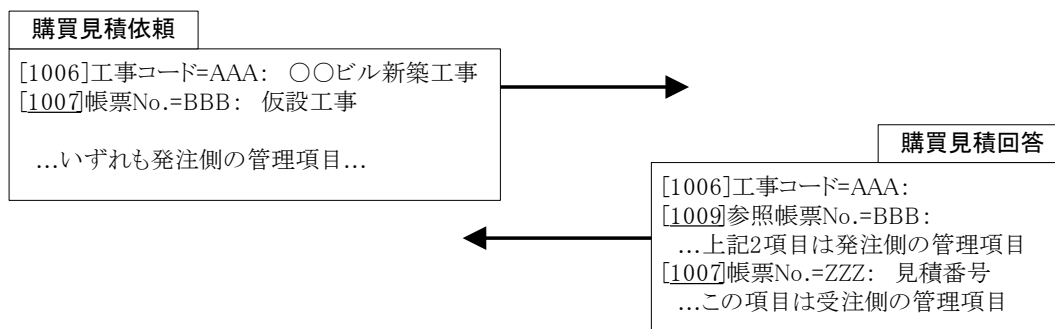 購買見積依頼
[1006]工事コード=AAA: 〇〇ビル新築工事
[1007]帳票No.=BBB: 仮設工事
…いずれも発注側の管理項目…
購買見積回答
[1006]工事コード=AAA:
[1009]参照帳票No.=BBB:
…上記2項目は発注側の管理項目
[1007]帳票No.=ZZZ: 見積番号
…この項目は受注側の管理項目